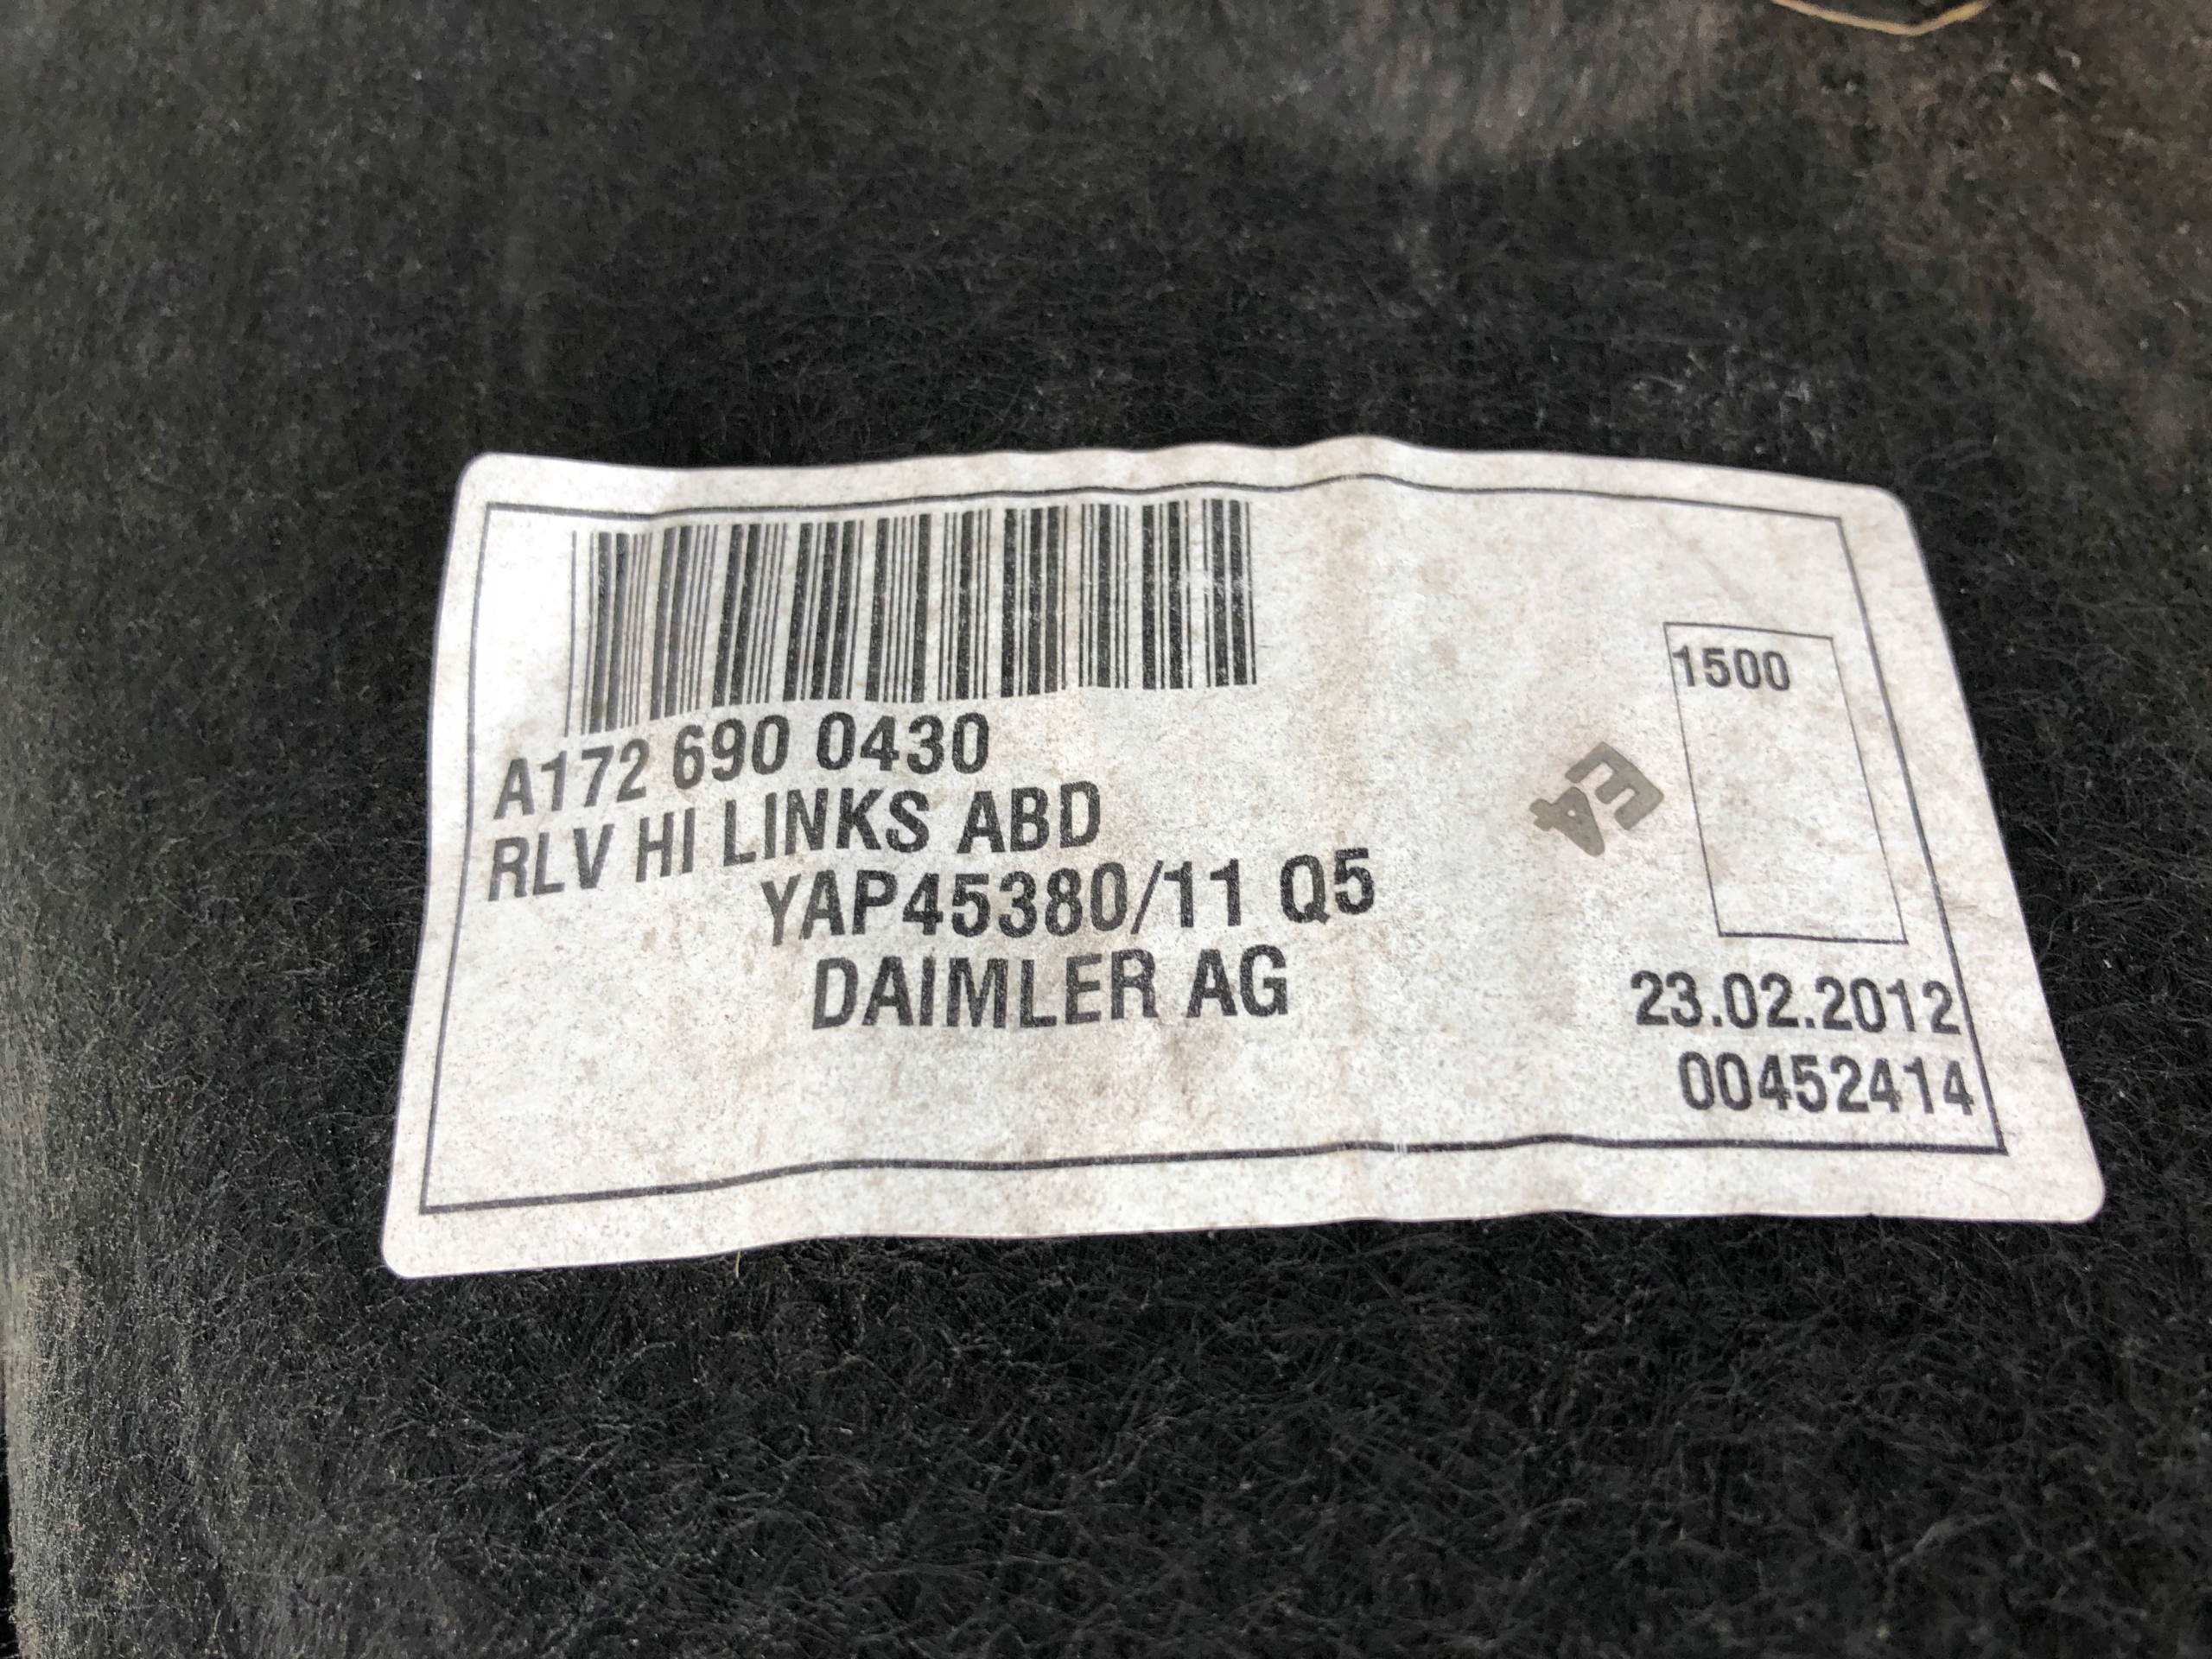 A172 690 0430
RLV HI LINKS ABD
YAP45380/11 Q5
DAIMLER AG
1500
E4
23.02.2012
00452414